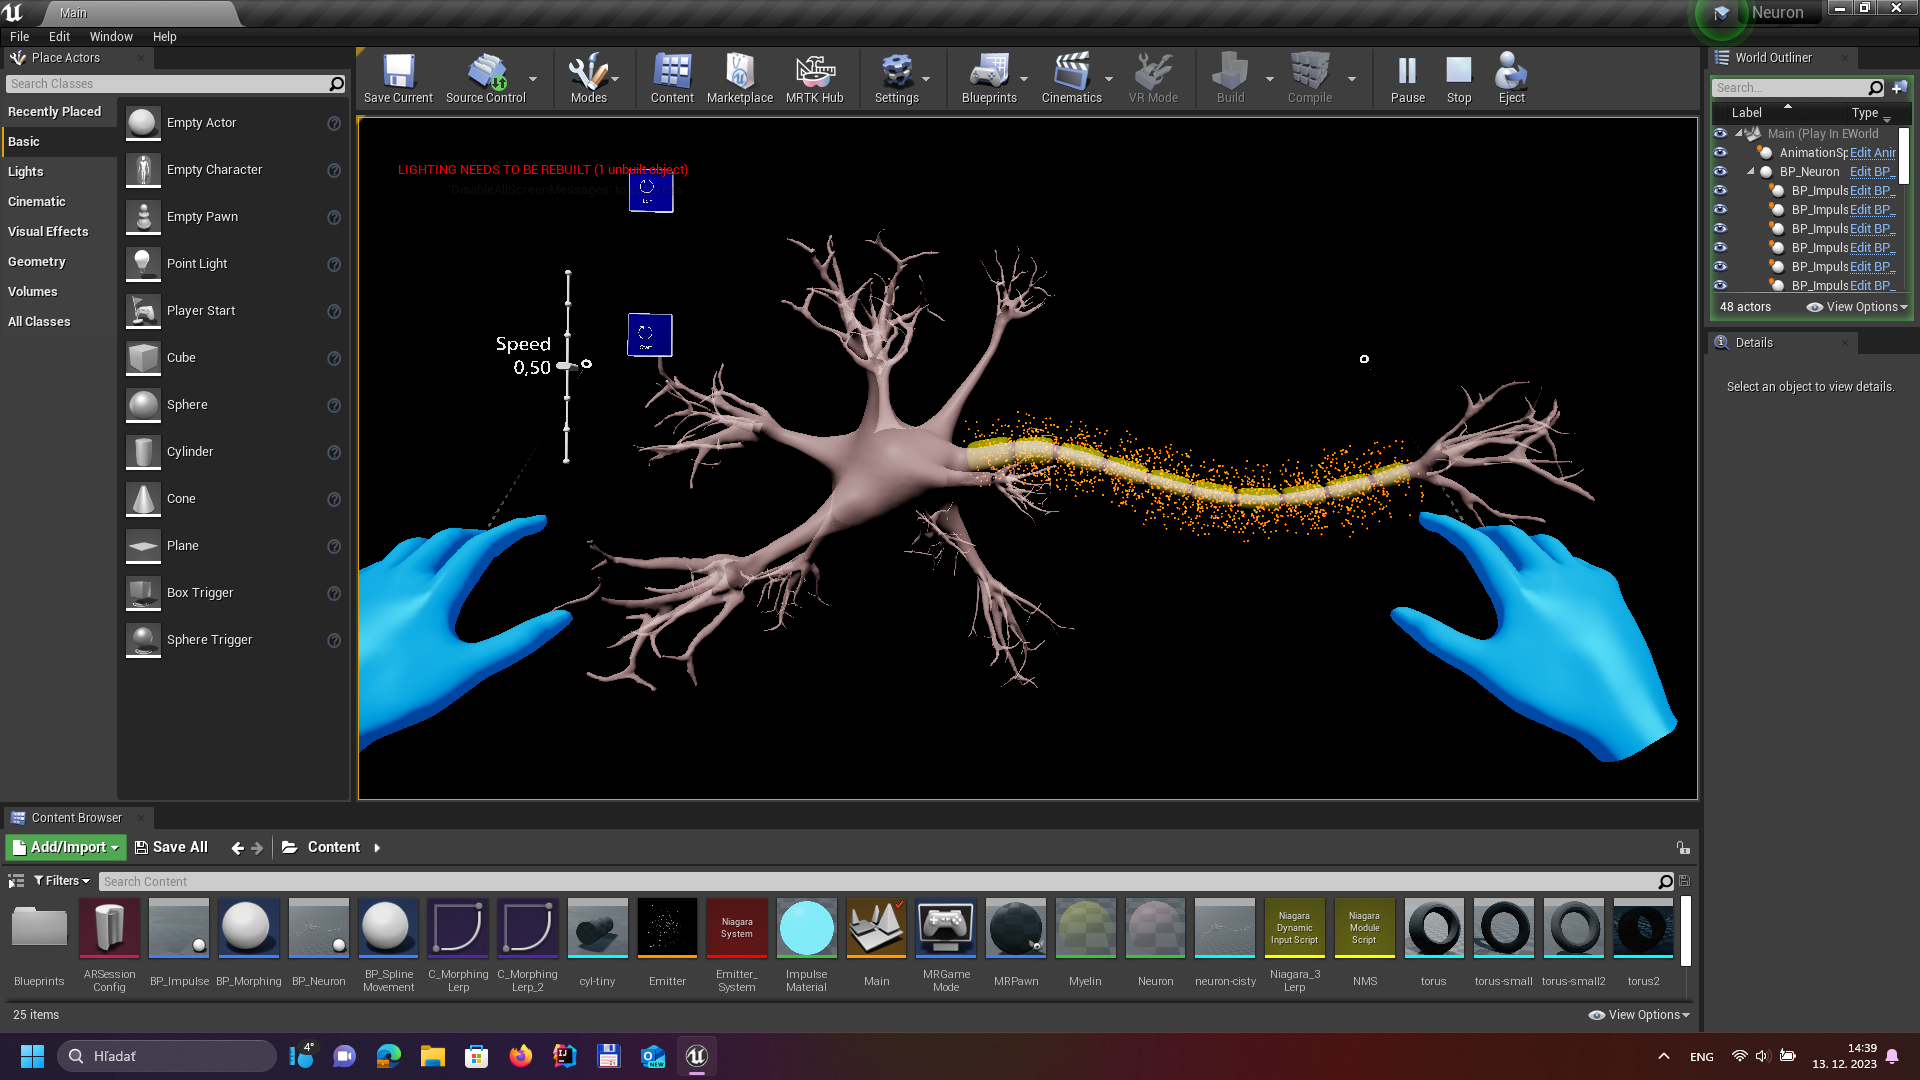 Main
Neuron
File Edit Window Help
Place Actors
Search Classes
Recently Placed
Basic
Lights
Cinematic
Visual Effects
Geometry
Volumes
All Classes
Empty Actor
Empty Character
Empty Pawn
Point Light
Player Start
Cube
Sphere
Cylinder
Cone
Plane
Box Trigger
Sphere Trigger
Save Current Source Control Modes Content Marketplace MRTK Hub Settings Blueprints Cinematics VR Mode Build Compile Pause Stop Eject
LIGHTING NEEDS TO BE REBUILT (1 unbuilt object)
'DisableAllScreenMessages' to
Speed
0,50
Start
World Outliner
Search...
Label Type
Main (Play In E World
AnimationSp Edit Anir
BP_Neuron Edit BP_
BP_Impuls Edit BP_
BP_Impuls Edit BP_
BP_Impuls Edit BP_
BP_Impuls Edit BP_
BP_Impuls Edit BP_
BP_Impuls Edit BP_
48 actors View Options
Details
Select an object to view details.
Content Browser
Add/Import Save All Content
Filters Search Content
Niagara
System
Niagara
Dynamic
Input Script
Niagara
Module
Script
Blueprints
ARSession
Config
BP_Impulse
BP_Morphing
BP_Neuron
BP_Spline
Movement
C_Morphing
Lerp
C_Morphing
Lerp_2
cyl-tiny
Emitter
Emitter_
System
Impulse
Material
Main
MRGame
Mode
MRPawn
Myelin
Neuron
neuron-cisty
Niagara_3
Lerp
NMS
torus
torus-small
torus-small2
torus2
25 items View Options
Hľadať
4°
NEW
ENG
14:39
13. 12. 2023